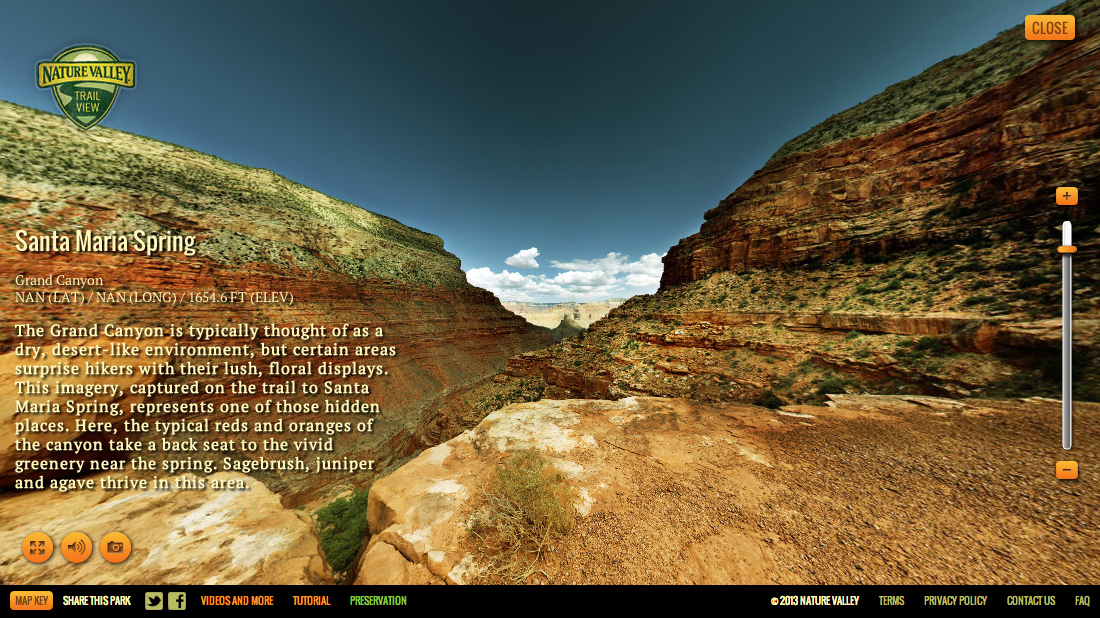 CLOSE
NATURE VALLEY
TRAIL
VIEW
+
Santa Maria Spring
Grand Canyon
NAN (LAT) / NAN (LONG) / 1654.6 FT (ELEV)
The Grand Canyon is typically thought of as a
dry, desert-like environment, but certain areas
surprise hikers with their lush, floral displays.
This imagery, captured on the trail to Santa
Maria Spring, represents one of those hidden
places. Here, the typical reds and oranges of
the canyon take a back seat to the vivid
greenery near the spring. Sagebrush, juniper
and agave thrive in this area.
−
MAP KEY SHARE THIS PARK VIDEOS AND MORE TUTORIAL PRESERVATION © 2013 NATURE VALLEY TERMS PRIVACY POLICY CONTACT US FAQ